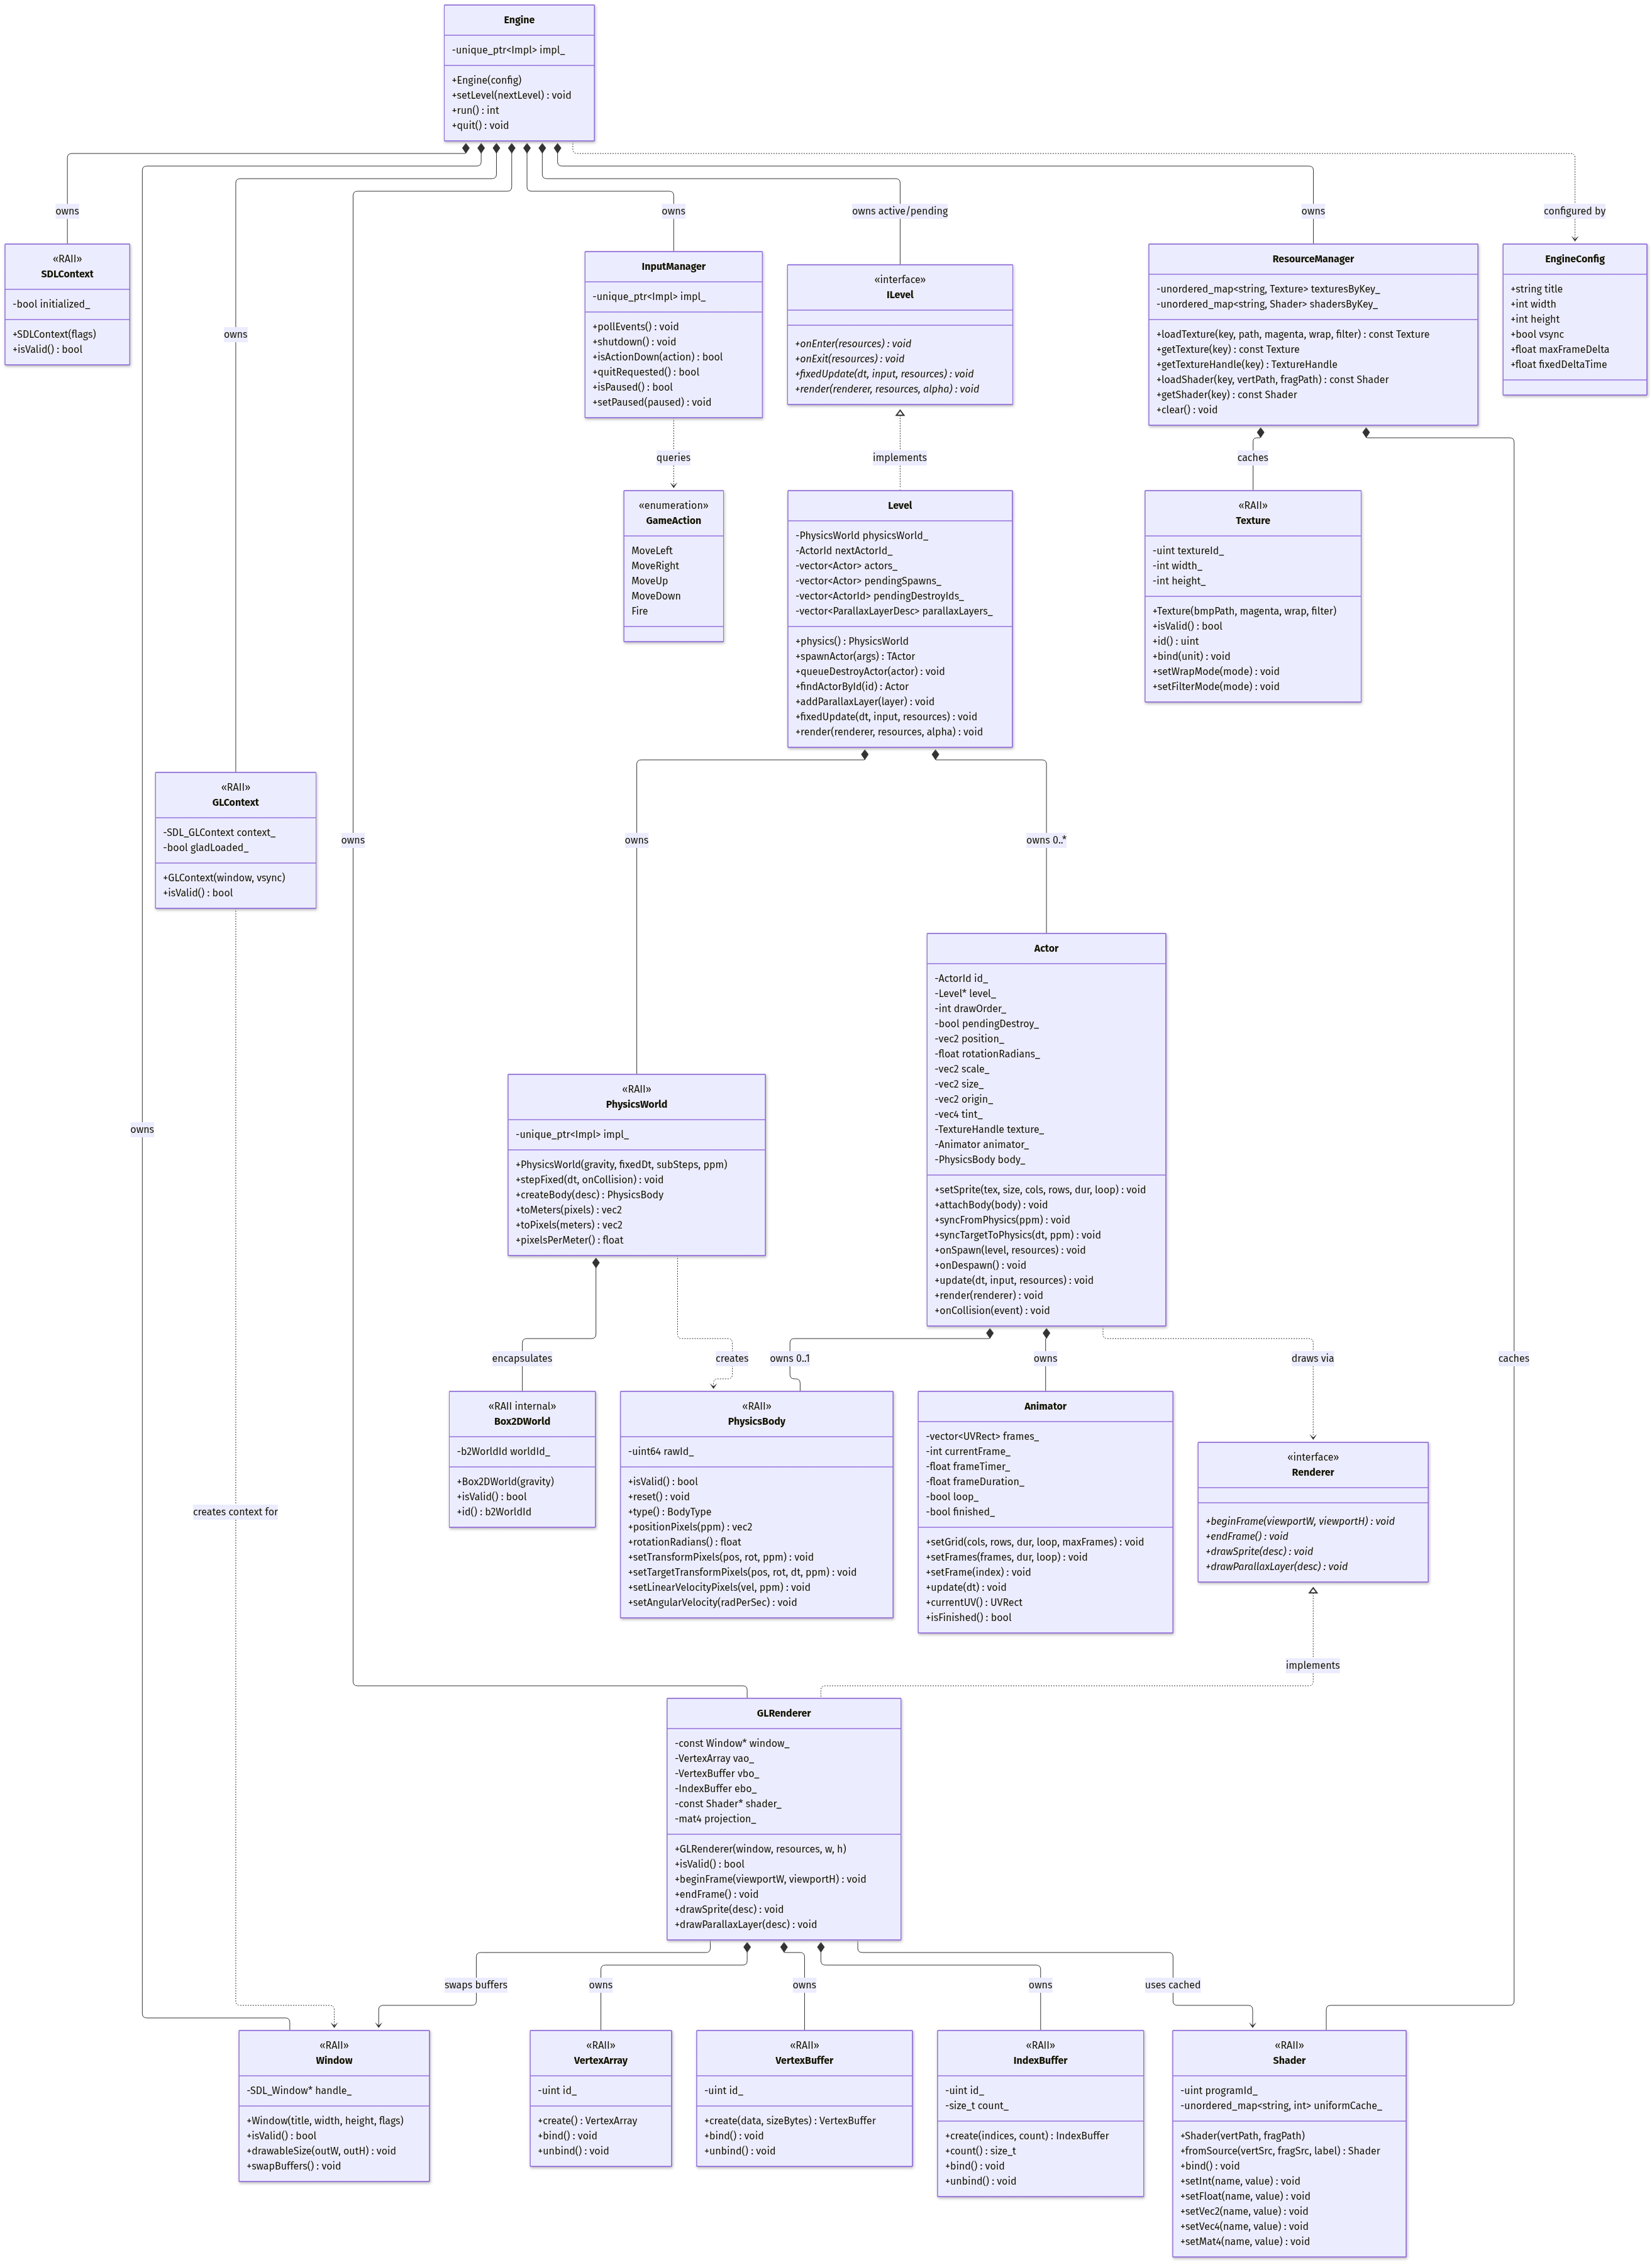 Engine
-unique_ptr<Impl> impl_
+Engine(config)
+setLevel(nextLevel) : void
+run() : int
+quit() : void
owns
owns
owns
owns
owns
owns active/pending
owns
configured by
«RAII»
SDLContext
-bool initialized_
+SDLContext(flags)
+isValid() : bool
InputManager
-unique_ptr<Impl> impl_
+pollEvents() : void
+shutdown() : void
+isActionDown(action) : bool
+quitRequested() : bool
+isPaused() : bool
+setPaused(paused) : void
«interface»
ILevel
+onEnter(resources) : void
+onExit(resources) : void
+fixedUpdate(dt, input, resources) : void
+render(renderer, resources, alpha) : void
ResourceManager
-unordered_map<string, Texture> texturesByKey_
-unordered_map<string, Shader> shadersByKey_
+loadTexture(key, path, magenta, wrap, filter) : const Texture
+getTexture(key) : const Texture
+getTextureHandle(key) : TextureHandle
+loadShader(key, vertPath, fragPath) : const Shader
+getShader(key) : const Shader
+clear() : void
EngineConfig
+string title
+int width
+int height
+bool vsync
+float maxFrameDelta
+float fixedDeltaTime
queries
implements
caches
caches
«enumeration»
GameAction
MoveLeft
MoveRight
MoveUp
MoveDown
Fire
Level
-PhysicsWorld physicsWorld_
-ActorId nextActorId_
-vector<Actor> actors_
-vector<Actor> pendingSpawns_
-vector<ActorId> pendingDestroyIds_
-vector<ParallaxLayerDesc> parallaxLayers_
+physics() : PhysicsWorld
+spawnActor(args) : TActor
+queueDestroyActor(actor) : void
+findActorById(id) : Actor
+addParallaxLayer(layer) : void
+fixedUpdate(dt, input, resources) : void
+render(renderer, resources, alpha) : void
«RAII»
Texture
-uint textureId_
-int width_
-int height_
+Texture(bmpPath, magenta, wrap, filter)
+isValid() : bool
+id() : uint
+bind(unit) : void
+setWrapMode(mode) : void
+setFilterMode(mode) : void
«RAII»
GLContext
-SDL_GLContext context_
-bool gladLoaded_
+GLContext(window, vsync)
+isValid() : bool
owns
owns 0..*
Actor
-ActorId id_
-Level* level_
-int drawOrder_
-bool pendingDestroy_
-vec2 position_
-float rotationRadians_
-vec2 scale_
-vec2 size_
-vec2 origin_
-vec4 tint_
-TextureHandle texture_
-Animator animator_
-PhysicsBody body_
+setSprite(tex, size, cols, rows, dur, loop) : void
+attachBody(body) : void
+syncFromPhysics(ppm) : void
+syncTargetToPhysics(dt, ppm) : void
+onSpawn(level, resources) : void
+onDespawn() : void
+update(dt, input, resources) : void
+render(renderer) : void
+onCollision(event) : void
«RAII»
PhysicsWorld
-unique_ptr<Impl> impl_
+PhysicsWorld(gravity, fixedDt, subSteps, ppm)
+stepFixed(dt, onCollision) : void
+createBody(desc) : PhysicsBody
+toMeters(pixels) : vec2
+toPixels(meters) : vec2
+pixelsPerMeter() : float
encapsulates
creates
owns 0..1
owns
draws via
creates context for
«RAII internal»
Box2DWorld
-b2WorldId worldId_
+Box2DWorld(gravity)
+isValid() : bool
+id() : b2WorldId
«RAII»
PhysicsBody
-uint64 rawId_
+isValid() : bool
+reset() : void
+type() : BodyType
+positionPixels(ppm) : vec2
+rotationRadians() : float
+setTransformPixels(pos, rot, ppm) : void
+setTargetTransformPixels(pos, rot, dt, ppm) : void
+setLinearVelocityPixels(vel, ppm) : void
+setAngularVelocity(radPerSec) : void
Animator
-vector<UVRect> frames_
-int currentFrame_
-float frameTimer_
-float frameDuration_
-bool loop_
-bool finished_
+setGrid(cols, rows, dur, loop, maxFrames) : void
+setFrames(frames, dur, loop) : void
+setFrame(index) : void
+update(dt) : void
+currentUV() : UVRect
+isFinished() : bool
«interface»
Renderer
+beginFrame(viewportW, viewportH) : void
+endFrame() : void
+drawSprite(desc) : void
+drawParallaxLayer(desc) : void
implements
GLRenderer
-const Window* window_
-VertexArray vao_
-VertexBuffer vbo_
-IndexBuffer ebo_
-const Shader* shader_
-mat4 projection_
+GLRenderer(window, resources, w, h)
+isValid() : bool
+beginFrame(viewportW, viewportH) : void
+endFrame() : void
+drawSprite(desc) : void
+drawParallaxLayer(desc) : void
swaps buffers
owns
owns
owns
uses cached
«RAII»
Window
-SDL_Window* handle_
+Window(title, width, height, flags)
+isValid() : bool
+drawableSize(outW, outH) : void
+swapBuffers() : void
«RAII»
VertexArray
-uint id_
+create() : VertexArray
+bind() : void
+unbind() : void
«RAII»
VertexBuffer
-uint id_
+create(data, sizeBytes) : VertexBuffer
+bind() : void
+unbind() : void
«RAII»
IndexBuffer
-uint id_
-size_t count_
+create(indices, count) : IndexBuffer
+count() : size_t
+bind() : void
+unbind() : void
«RAII»
Shader
-uint programId_
-unordered_map<string, int> uniformCache_
+Shader(vertPath, fragPath)
+fromSource(vertSrc, fragSrc, label) : Shader
+bind() : void
+setInt(name, value) : void
+setFloat(name, value) : void
+setVec2(name, value) : void
+setVec4(name, value) : void
+setMat4(name, value) : void